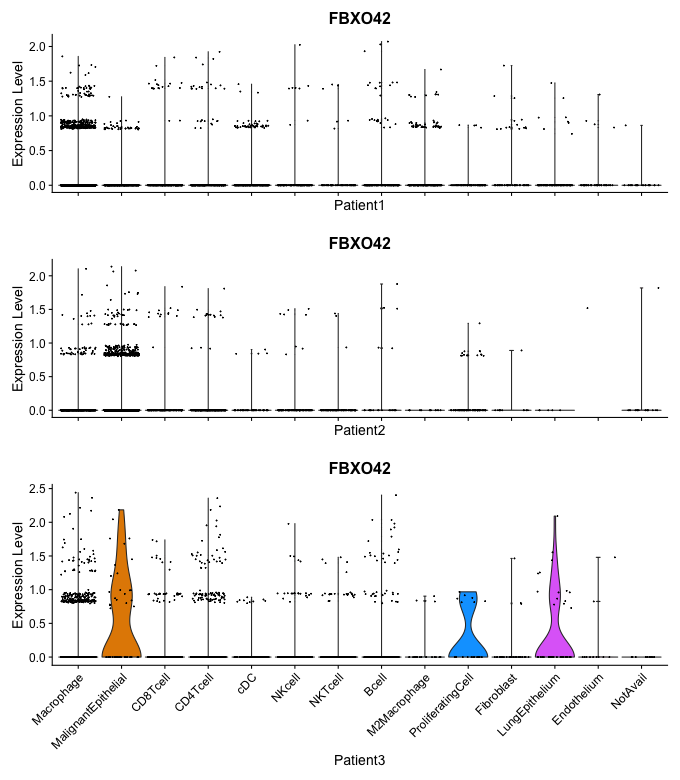 FBXO42
Expression Level
2.0
1.5
1.0
0.5
0.0
Patient1
FBXO42
Expression Level
2.0
1.5
1.0
0.5
0.0
Patient2
FBXO42
Expression Level
2.5
2.0
1.5
1.0
0.5
0.0
Macrophage
MalignantEpithelial
CD8Tcell
CD4Tcell
cDC
NKcell
NKTcell
Bcell
M2Macrophage
ProliferatingCell
Fibroblast
LungEpithelium
Endothelium
NotAvail
Patient3